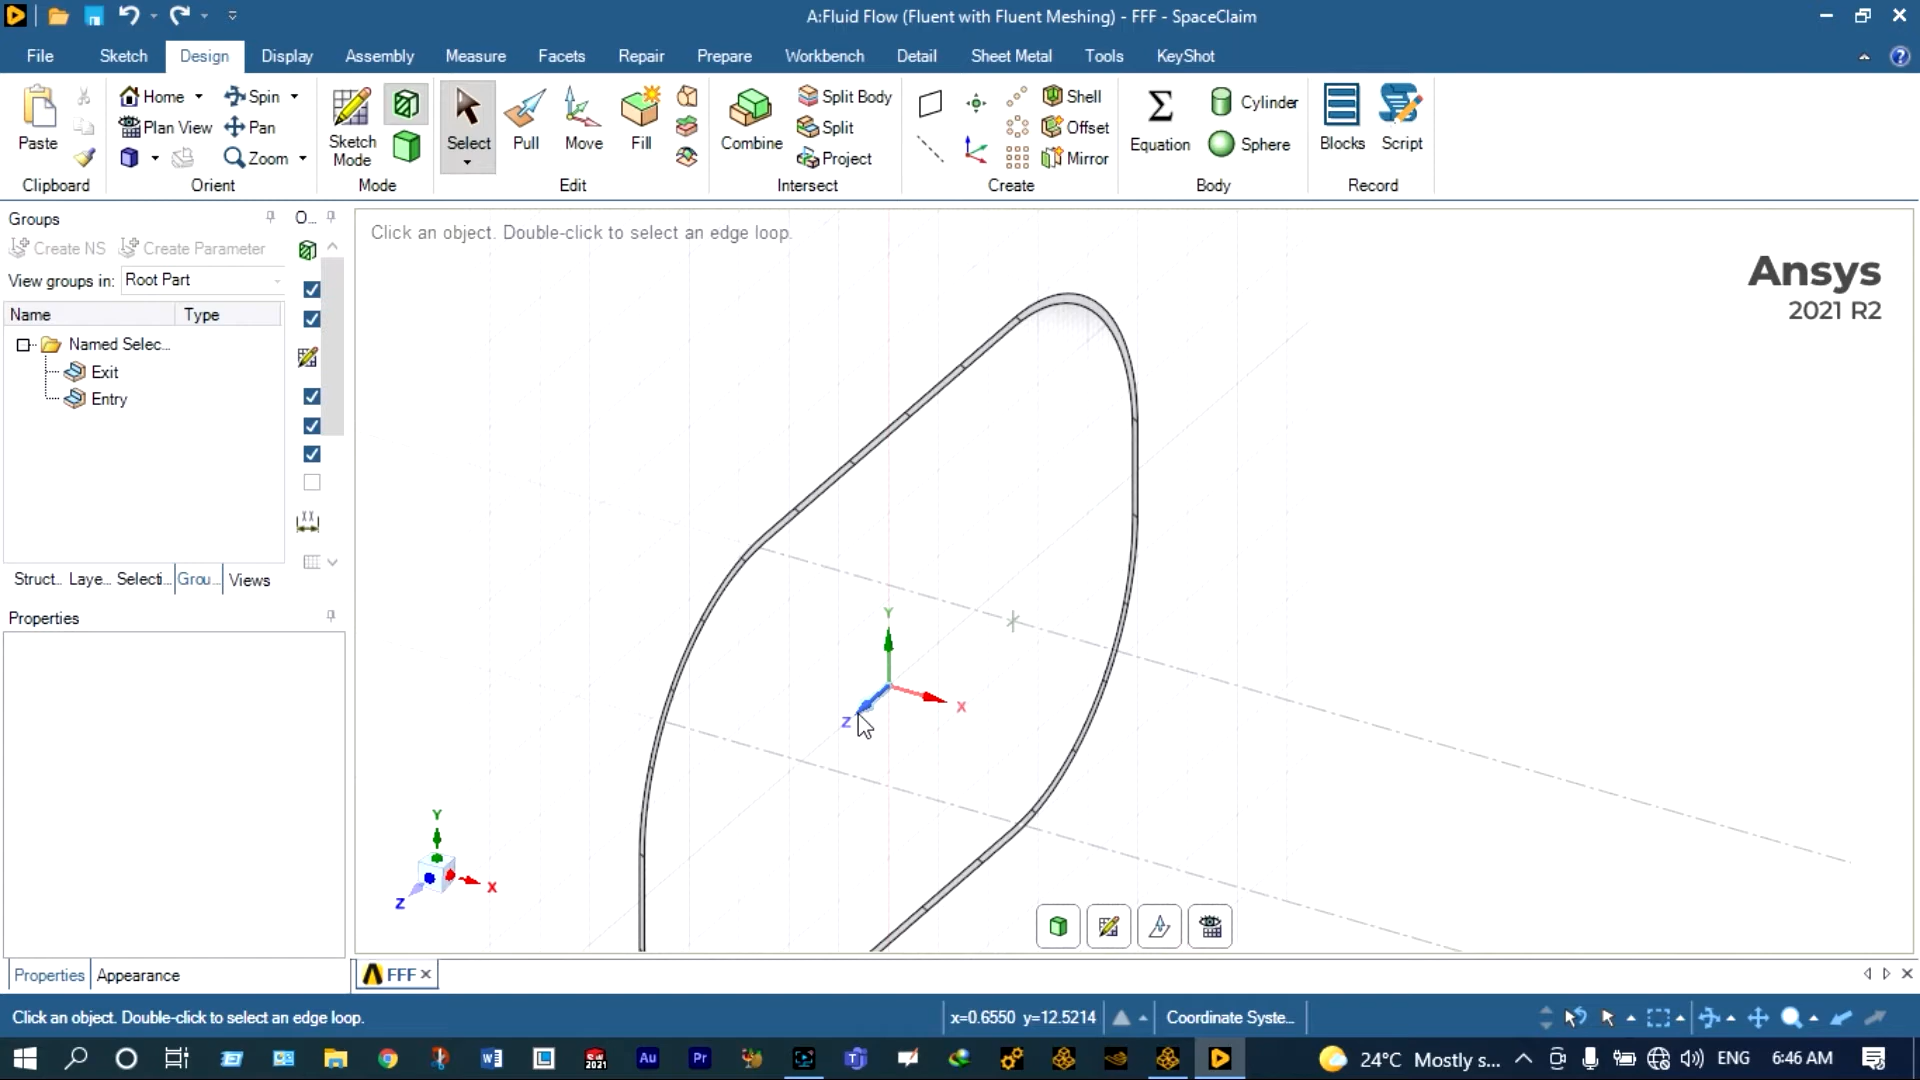 A:Fluid Flow (Fluent with Fluent Meshing) - FFF - SpaceClaim
File Sketch Design Display Assembly Measure Facets Repair Prepare Workbench Detail Sheet Metal Tools KeyShot
Paste
Clipboard
Home Spin
Plan View Pan
Zoom
Orient
Sketch Mode
Mode
Select Pull Move Fill
Edit
Combine Split Body
Split
Project
Intersect
Shell
Offset
Mirror
Create
Equation Cylinder
Sphere
Body
Blocks Script
Record
Groups
Create NS Create Parameter
View groups in: Root Part
Name Type
Named Selec...
Exit
Entry
Struct... Laye... Selecti... Grou... Views
Properties
Properties Appearance
O...
Click an object. Double-click to select an edge loop.
Ansys
2021 R2
Y
X
Z
Y
X
Z
FFF
Click an object. Double-click to select an edge loop.
x=0.6550 y=12.5214
Coordinate Syste...
2021
Au
Pr
24°C Mostly s...
ENG
6:46 AM